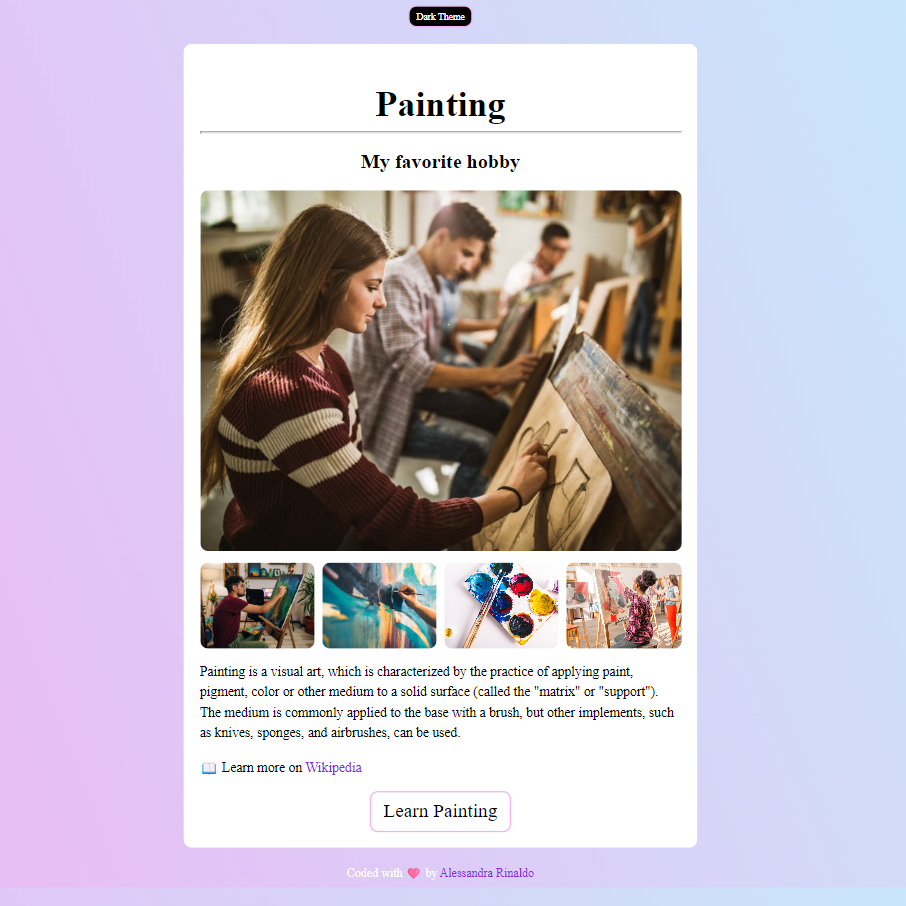 Dark Theme
Painting
My favorite hobby
Painting is a visual art, which is characterized by the practice of applying paint,
pigment, color or other medium to a solid surface (called the "matrix" or "support").
The medium is commonly applied to the base with a brush, but other implements, such
as knives, sponges, and airbrushes, can be used.
📖 Learn more on Wikipedia
Learn Painting
Coded with 💗 by Alessandra Rinaldo